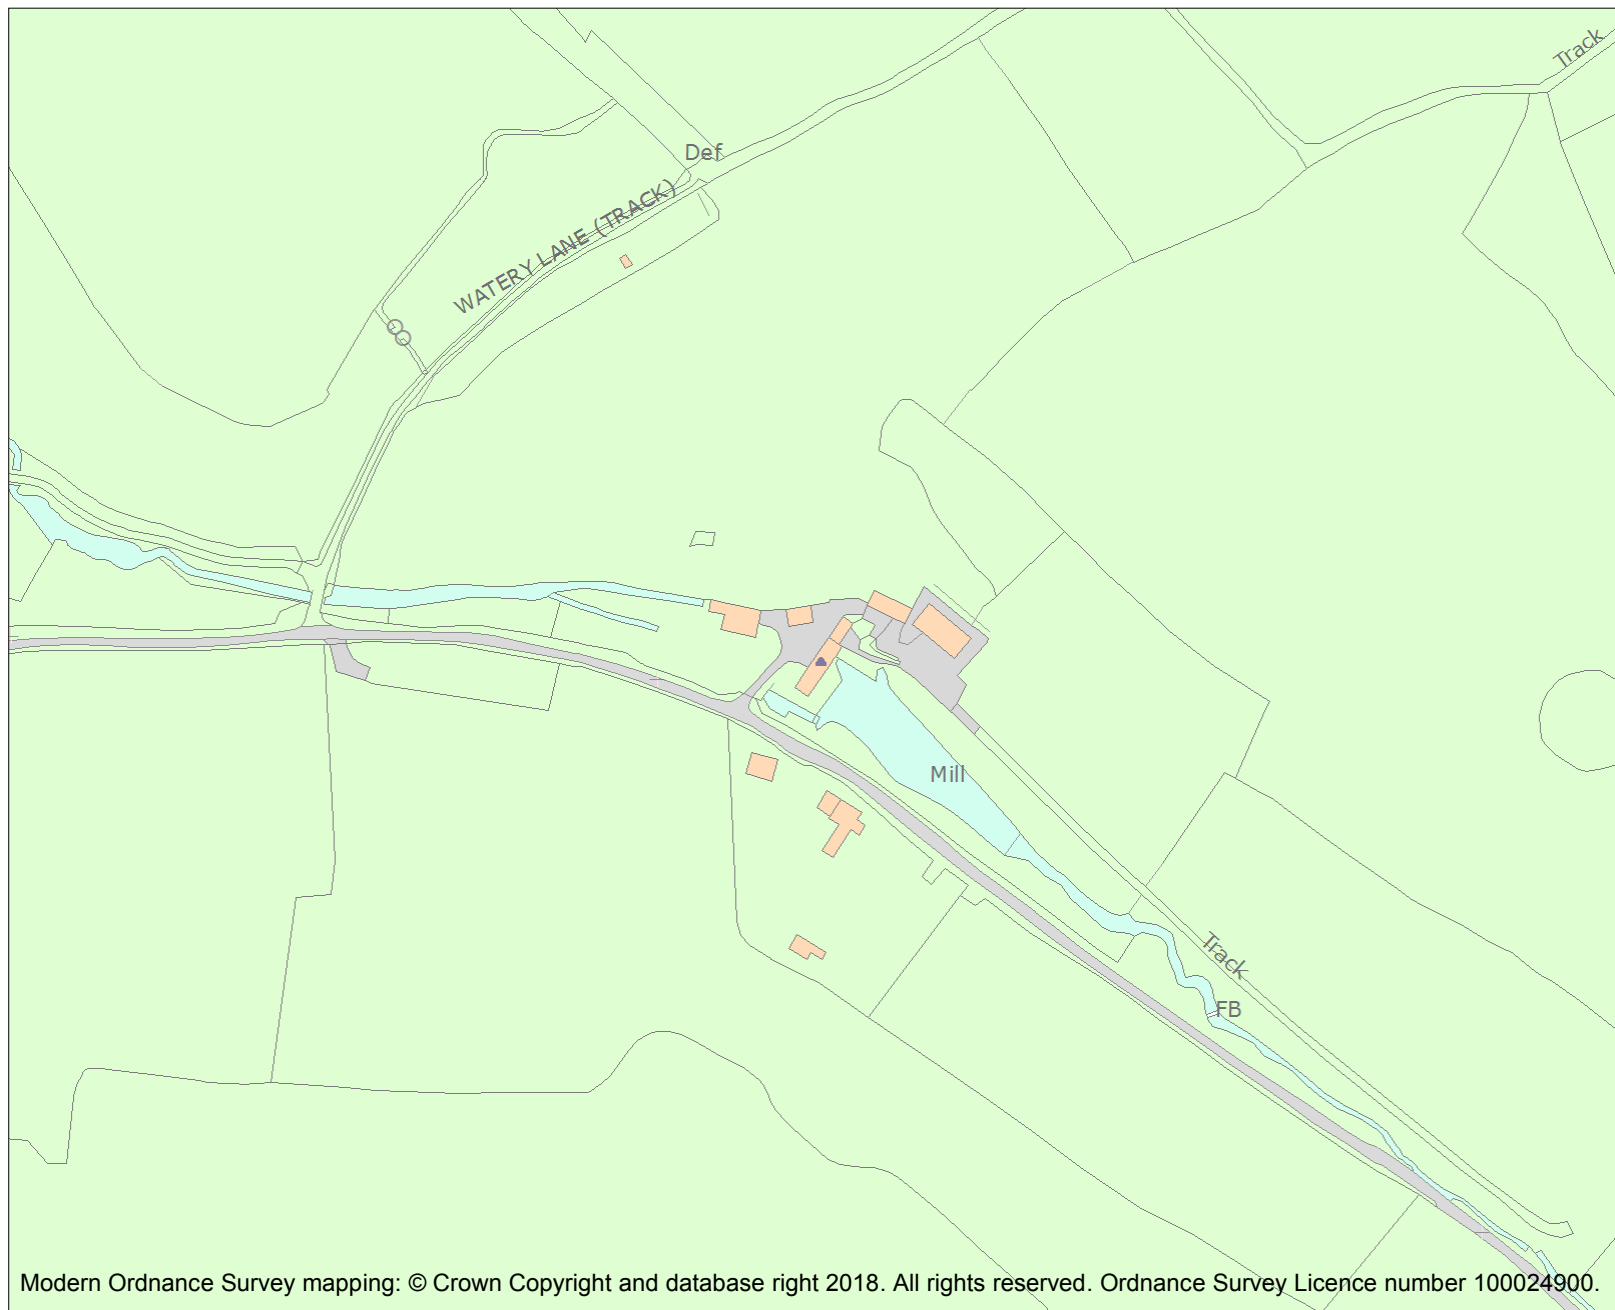 Track
Def
WATERY LANE (TRACK)
Mill
Track
FB
Modern Ordnance Survey mapping: © Crown Copyright and database right 2018. All rights reserved. Ordnance Survey Licence number 100024900.